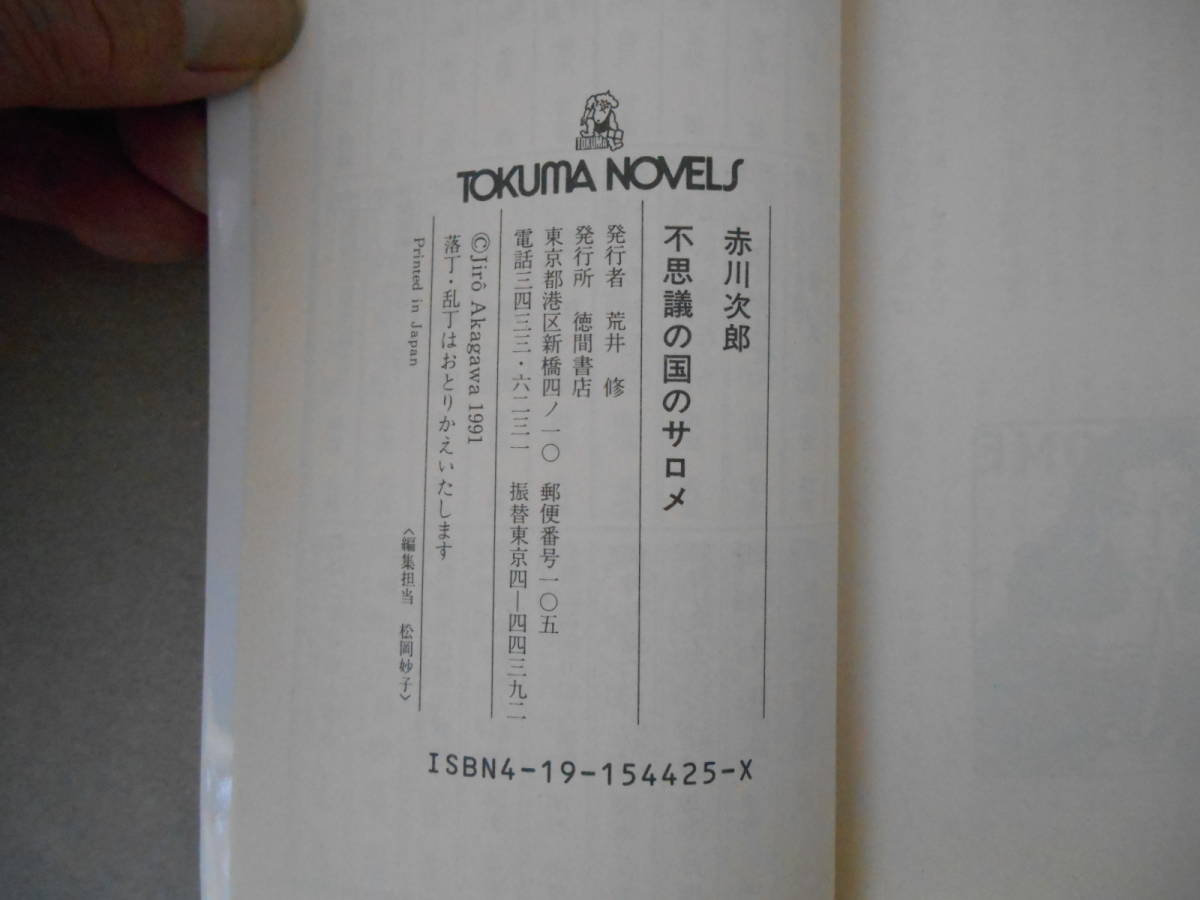 TOKUMA
TOKUMA NOVELS
赤川次郎
不思議の国のサロメ
発行者 荒井 修
発行所 徳間書店
東京都港区新橋四ノ一〇 郵便番号一〇五
電話三四三三・六二三一 振替東京四―四四三九二
©Jirô Akagawa 1991
落丁・乱丁はおとりかえいたします
Printed in Japan
〈編集担当 松岡妙子〉
ISBN4-19-154425-X